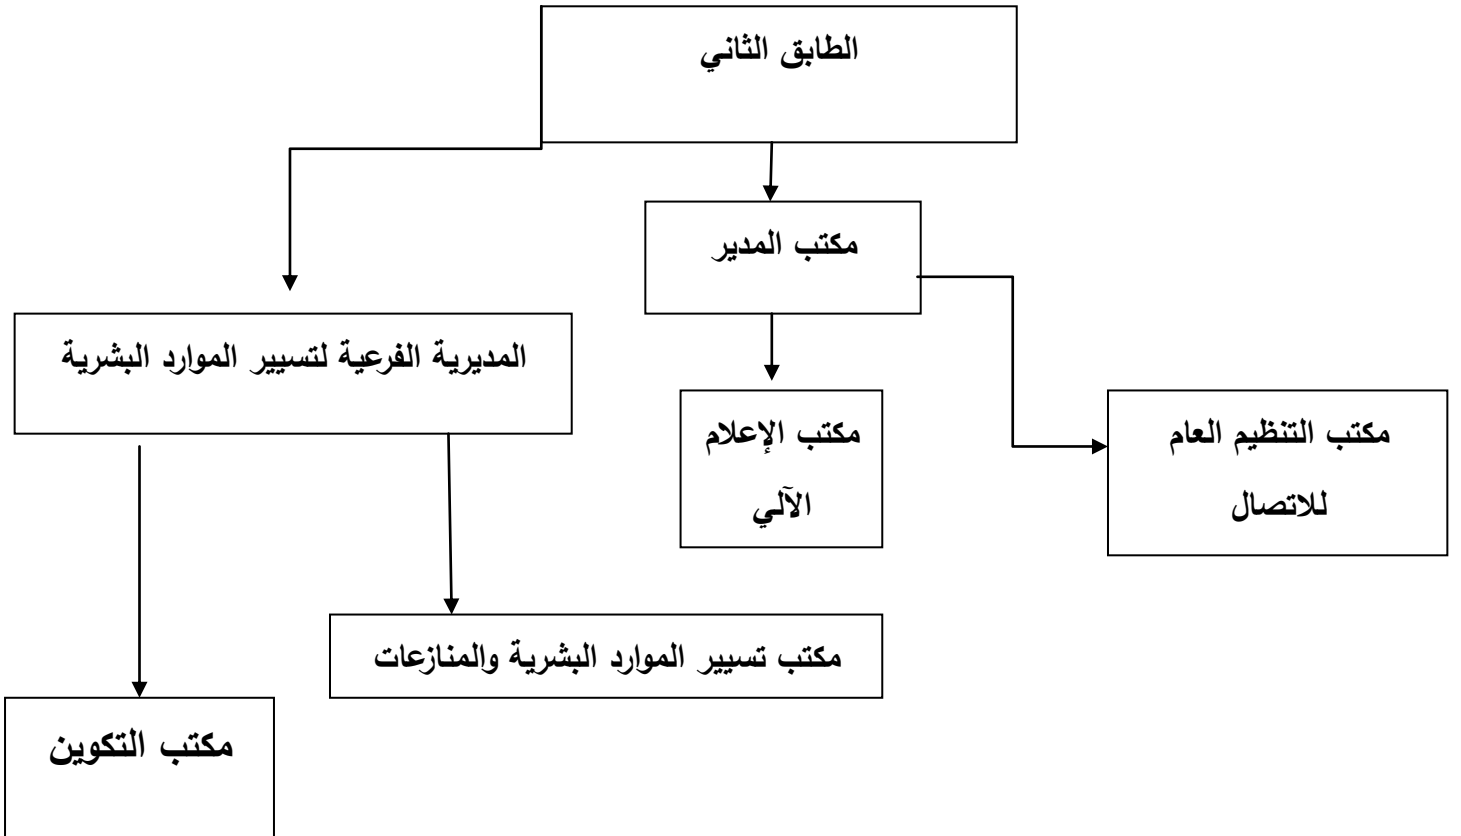 الطابق الثاني
مكتب المدير
المديرية الفرعية لتسيير الموارد البشرية
مكتب التنظيم العام
للاتصال
مكتب الإعلام
الآلي
مكتب تسيير الموارد البشرية والمنازعات
مكتب التكوين